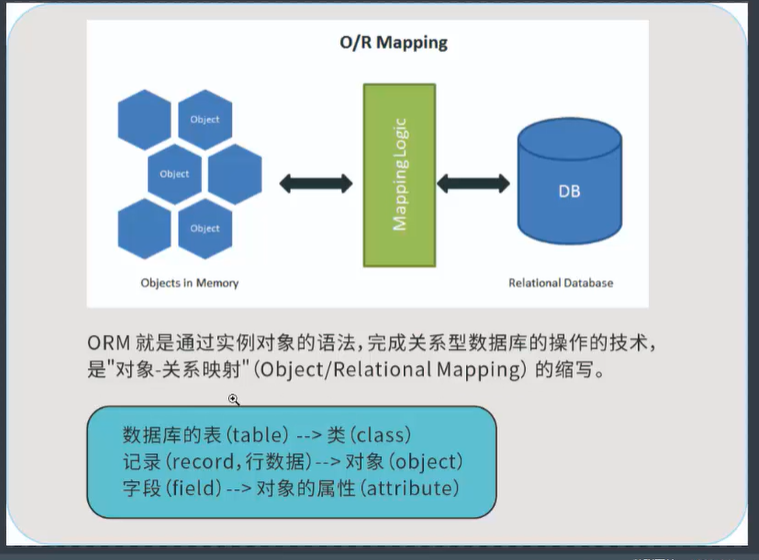 O/R Mapping
Object
Object
Object
Mapping Logic
DB
Objects in Memory
Relational Database
ORM 就是通过实例对象的语法，完成关系型数据库的操作的技术，
是"对象-关系映射"（Object/Relational Mapping）的缩写。
数据库的表（table）--> 类（class）
记录（record，行数据）--> 对象（object）
字段（field）--> 对象的属性（attribute）